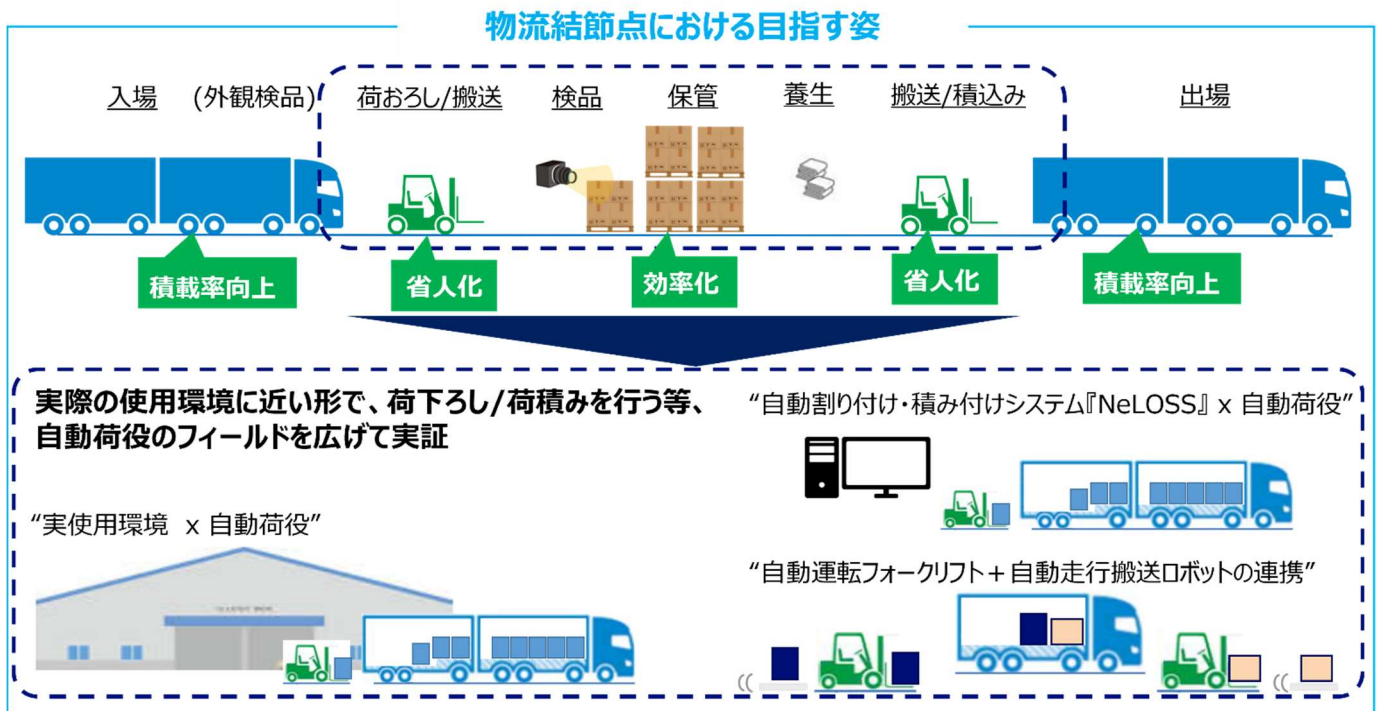 物流結節点における目指す姿
入場 (外観検品) 荷おろし/搬送 検品 保管 養生 搬送/積込み 出場
積載率向上 省人化 効率化 省人化 積載率向上
実際の使用環境に近い形で、荷下ろし/荷積みを行う等、
自動荷役のフィールドを広げて実証
“自動割り付け・積み付けシステム『NeLOSS』 x 自動荷役”
“実使用環境 x 自動荷役”
“自動運転フォークリフト+自動走行搬送ロボットの連携”